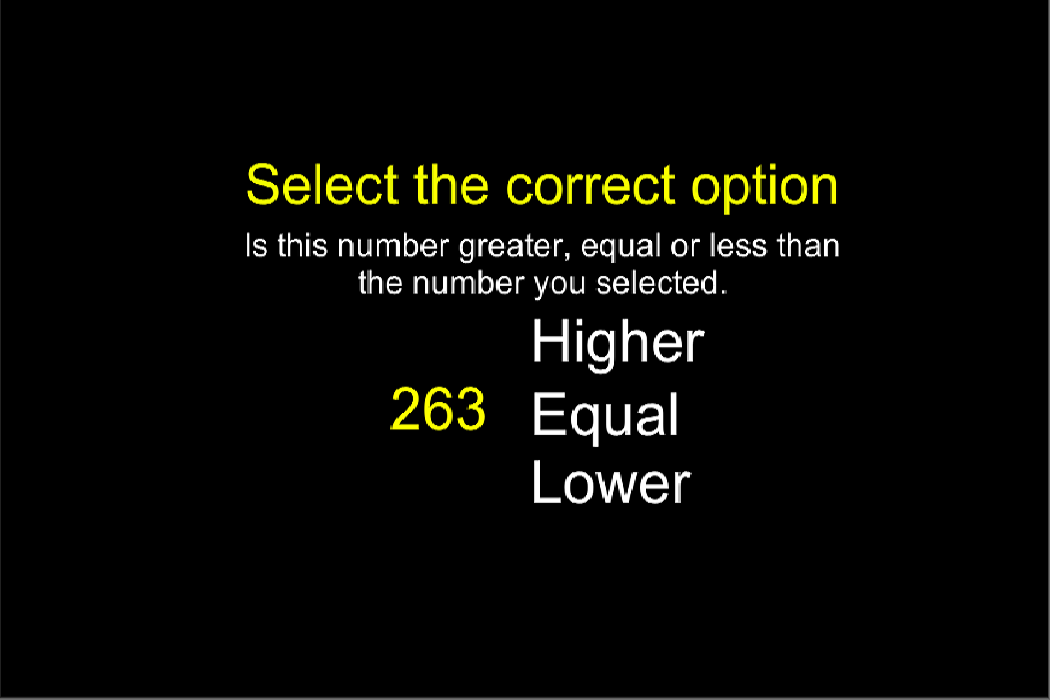 Select the correct option
Is this number greater, equal or less than
the number you selected.
Higher
263 Equal
Lower